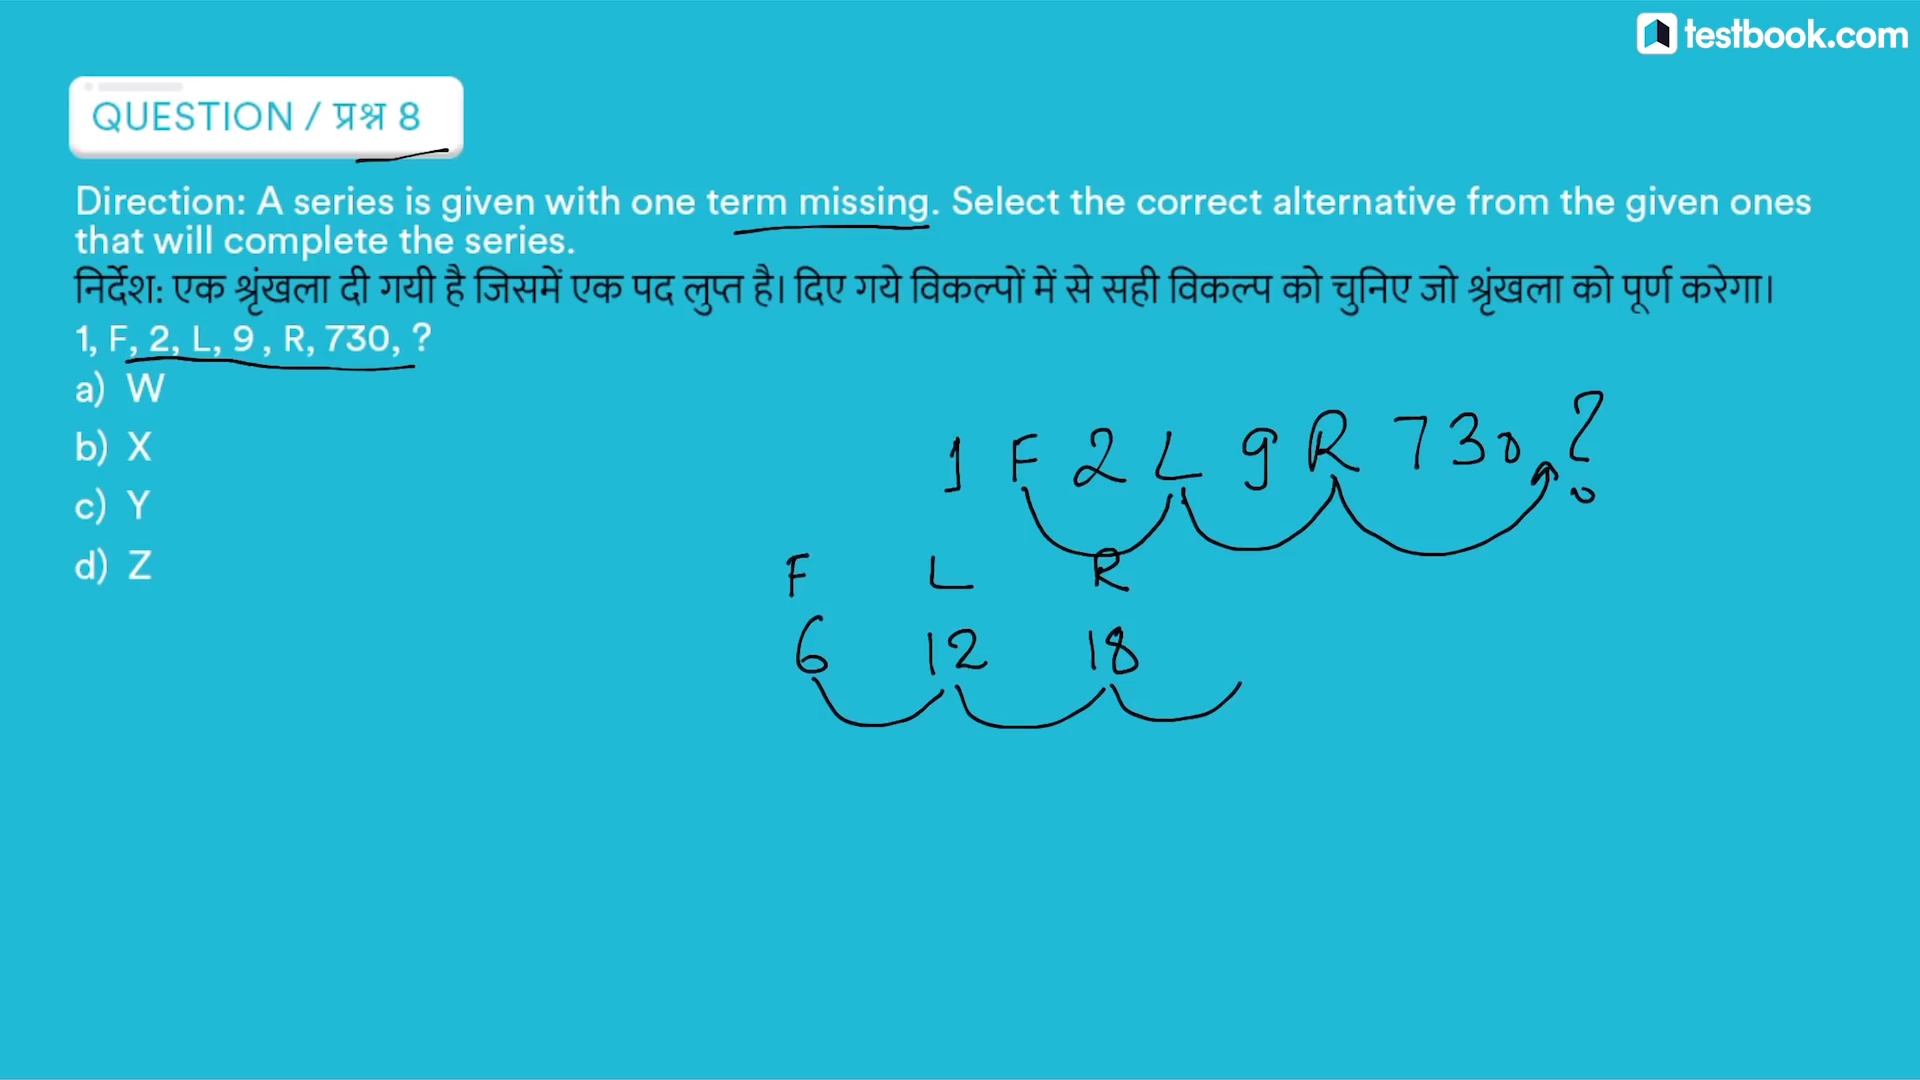 testbook.com
QUESTION / प्रश्न 8
Direction: A series is given with one term missing. Select the correct alternative from the given ones
that will complete the series.
निर्देश: एक श्रृंखला दी गयी है जिसमें एक पद लुप्त है। दिए गये विकल्पों में से सही विकल्प को चुनिए जो श्रृंखला को पूर्ण करेगा।
1, F, 2, L, 9 , R, 730, ?
a) W
b) X
c) Y
d) Z
1 F 2 L 9 R 730, ?
F L R
6 12 18